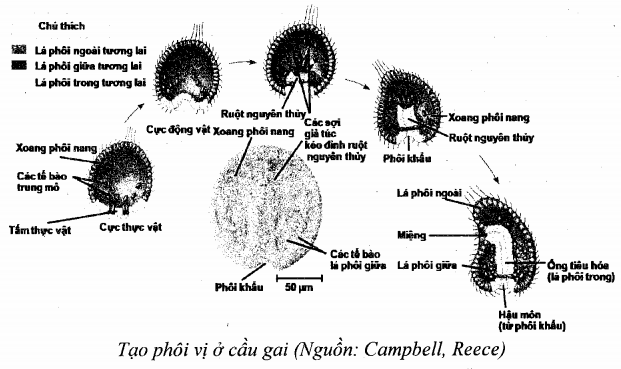 Chú thích
Lá phôi ngoài tương lai
Lá phôi giữa tương lai
Lá phôi trong tương lai
Cực động vật
Ruột nguyên thủy
Xoang phôi nang
Các sợi
giả túc
kéo đỉnh ruột
nguyên thủy
Xoang phôi nang
Ruột nguyên thủy
Phôi khẩu
Xoang phôi nang
Các tế bào
trung mô
Tấm thực vật
Cực thực vật
Các tế bào
lá phôi giữa
Phôi khẩu
50 µm
Lá phôi ngoài
Miệng
Lá phôi giữa
Ống tiêu hóa
(lá phôi trong)
Hậu môn
(từ phôi khẩu)
Tạo phôi vị ở cầu gai (Nguồn: Campbell, Reece)